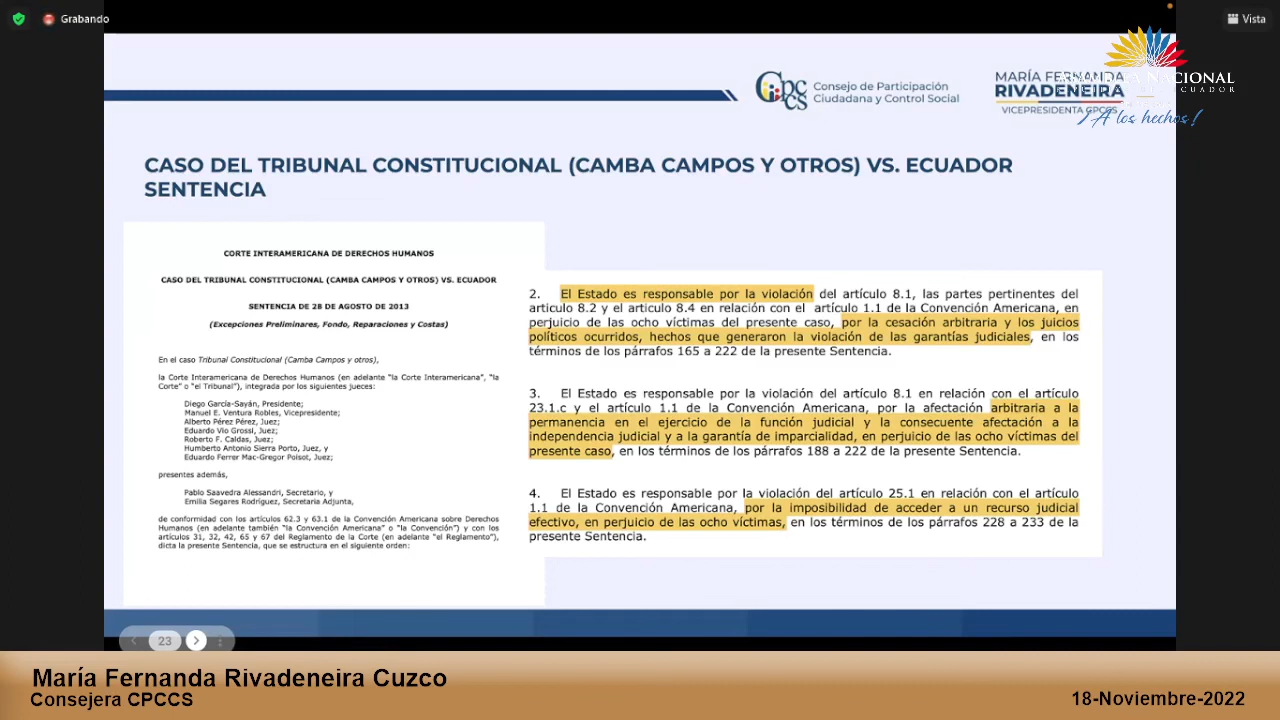 Grabando
Vista
CPCCS
Consejo de Participación
Ciudadana y Control Social
MARÍA FERNANDA
RIVADENEIRA
VICEPRESIDENTA CPCCS
NACIONAL
¡A los hechos!
CASO DEL TRIBUNAL CONSTITUCIONAL (CAMBA CAMPOS Y OTROS) VS. ECUADOR
SENTENCIA
CORTE INTERAMERICANA DE DERECHOS HUMANOS
CASO DEL TRIBUNAL CONSTITUCIONAL (CAMBA CAMPOS Y OTROS) VS. ECUADOR
SENTENCIA DE 28 DE AGOSTO DE 2013
(Excepciones Preliminares, Fondo, Reparaciones y Costas)
En el caso Tribunal Constitucional (Camba Campos y otros),
la Corte Interamericana de Derechos Humanos (en adelante “la Corte Interamericana”, “la
Corte” o “el Tribunal”), integrada por los siguientes jueces:
Diego García-Sayán, Presidente;
Manuel E. Ventura Robles, Vicepresidente;
Alberto Pérez Pérez, Juez;
Eduardo Vio Grossi, Juez;
Roberto F. Caldas, Juez;
Humberto Antonio Sierra Porto, Juez, y
Eduardo Ferrer Mac-Gregor Poisot, Juez;
presentes además,
Pablo Saavedra Alessandri, Secretario, y
Emilia Segares Rodríguez, Secretaria Adjunta,
de conformidad con los artículos 62.3 y 63.1 de la Convención Americana sobre Derechos
Humanos (en adelante también “la Convención Americana” o “la Convención”) y con los
artículos 31, 32, 42, 65 y 67 del Reglamento de la Corte (en adelante “el Reglamento”),
dicta la presente Sentencia, que se estructura en el siguiente orden:
2. El Estado es responsable por la violación del artículo 8.1, las partes pertinentes del
articulo 8.2 y el articulo 8.4 en relación con el artículo 1.1 de la Convención Americana, en
perjuicio de las ocho víctimas del presente caso, por la cesación arbitraria y los juicios
políticos ocurridos, hechos que generaron la violación de las garantías judiciales, en los
términos de los párrafos 165 a 222 de la presente Sentencia.
3. El Estado es responsable por la violación del artículo 8.1 en relación con el artículo
23.1.c y el artículo 1.1 de la Convención Americana, por la afectación arbitraria a la
permanencia en el ejercicio de la función judicial y la consecuente afectación a la
independencia judicial y a la garantía de imparcialidad, en perjuicio de las ocho víctimas del
presente caso, en los términos de los párrafos 188 a 222 de la presente Sentencia.
4. El Estado es responsable por la violación del artículo 25.1 en relación con el artículo
1.1 de la Convención Americana, por la imposibilidad de acceder a un recurso judicial
efectivo, en perjuicio de las ocho víctimas, en los términos de los párrafos 228 a 233 de la
presente Sentencia.
23
María Fernanda Rivadeneira Cuzco
Consejera CPCCS
18-Noviembre-2022